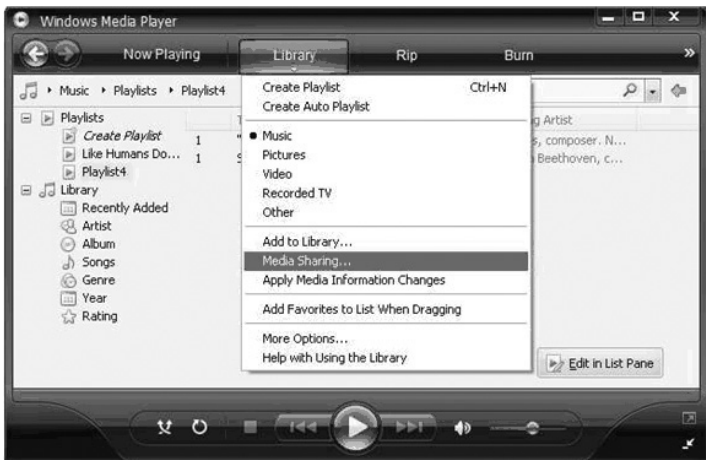 Windows Media Player
Now Playing Library Rip Burn »
Music Playlists Playlist4
Create Playlist Ctrl+N
Create Auto Playlist
Playlists
Create Playlist 1
Like Humans Do... 1
Playlist4
Library
Recently Added
Artist
Album
Songs
Genre
Year
Rating
Music
Pictures
Video
Recorded TV
Other
Add to Library...
Media Sharing...
Apply Media Information Changes
Add Favorites to List When Dragging
More Options...
Help with Using the Library
Artist
s, composer. N...
Beethoven, c...
Edit in List Pane